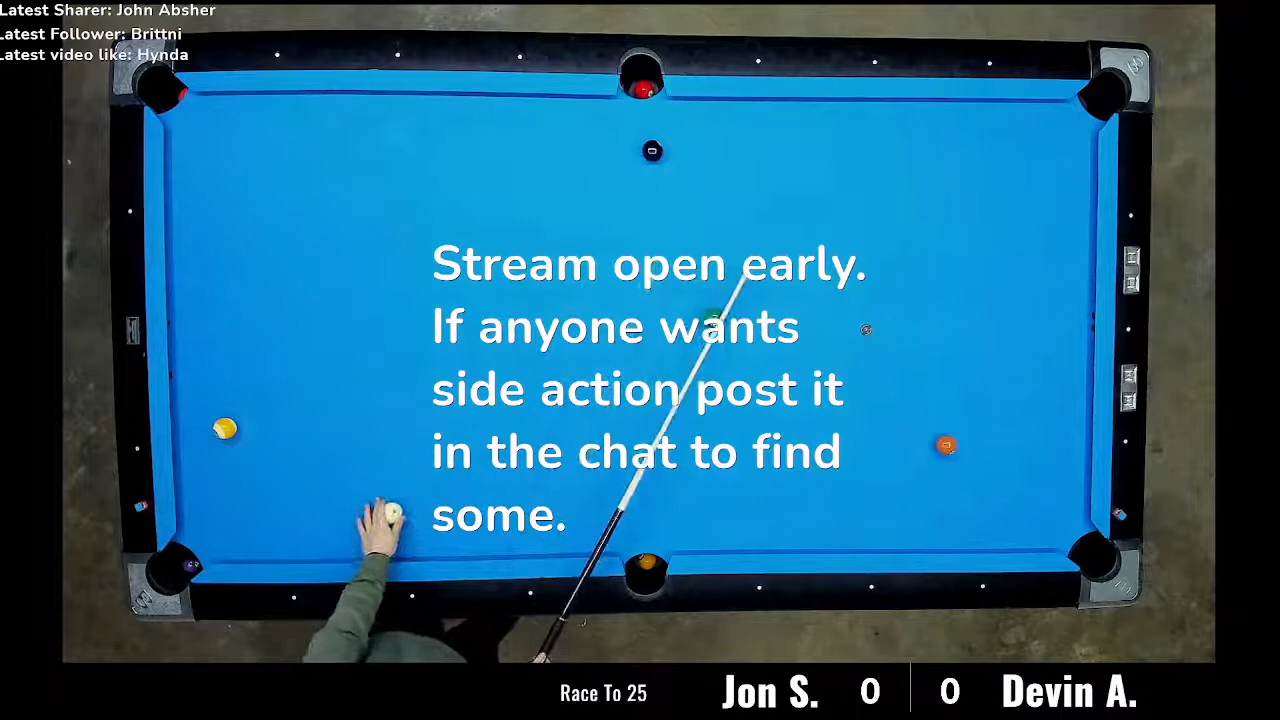 Latest Sharer: John Absher
Latest Follower: Brittni
Latest video like: Hynda
Stream open early.
If anyone wants
side action post it
in the chat to find
some.
Race To 25 Jon S. 0 0 Devin A.